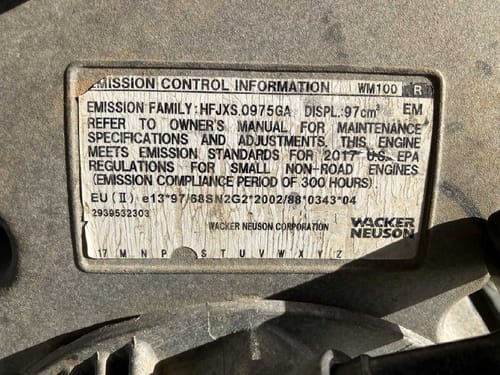 EMISSION CONTROL INFORMATION WM100 R
EMISSION FAMILY:HFJXS.0975GA DISPL.:97cm³ EM
REFER TO OWNER'S MANUAL FOR MAINTENANCE
SPECIFICATIONS AND ADJUSTMENTS, THIS ENGINE
MEETS EMISSION STANDARDS FOR 2017 U.S. EPA
REGULATIONS FOR SMALL NON-ROAD ENGINES
(EMISSION COMPLIANCE PERIOD OF 300 HOURS)
EU (II) e13*97/68SN2G2*2002/88*0343*04
2939532303
WACKER NEUSON CORPORATION
WACKER
NEUSON
17 M N P S T U V W X Y Z